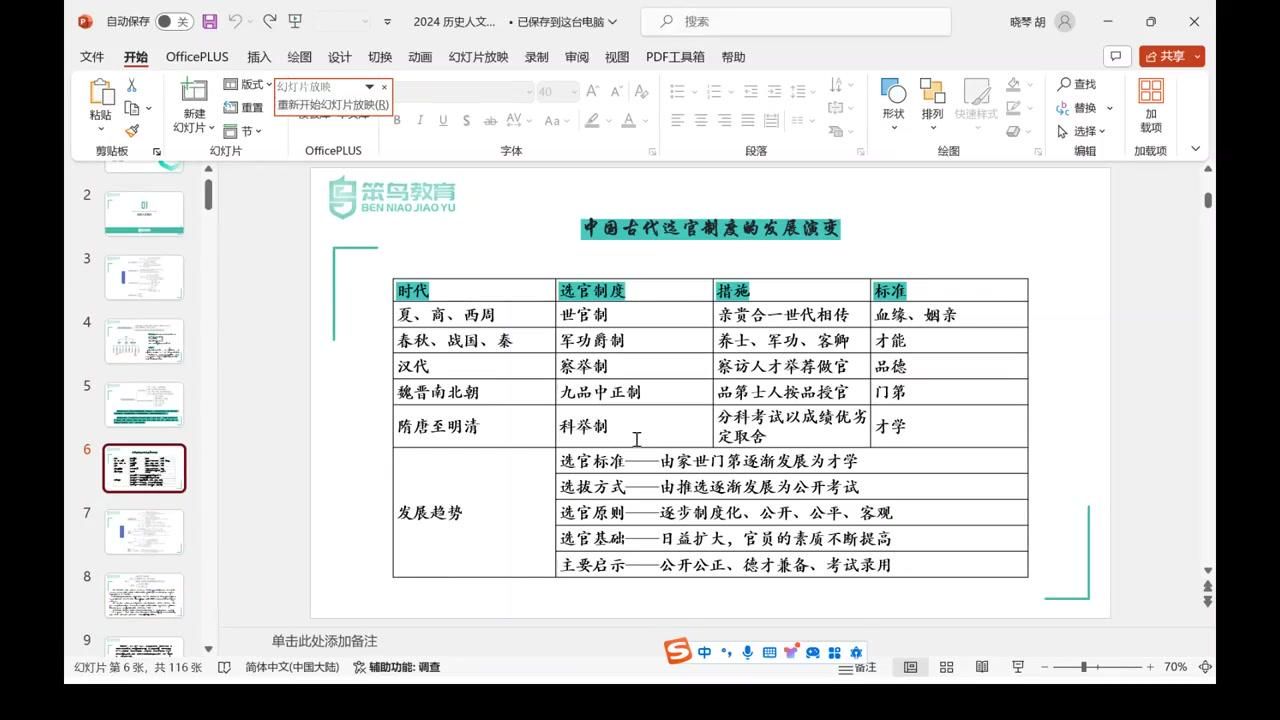 自动保存 关 2024 历史人文... • 已保存到这台电脑 搜索 晓琴 胡
文件 开始 OfficePLUS 插入 绘图 设计 切换 动画 幻灯片放映 录制 审阅 视图 PDF工具箱 帮助 共享
幻灯片放映
重新开始幻灯片放映(R)
粘贴
新建
幻灯片
版式
重置
节
40
B I U S ab AV Aa A
形状 排列 快速样式
查找
替换
选择
加
载项
剪贴板 幻灯片 OfficePLUS 字体 段落 绘图 编辑 加载项
2
01
3
4
5
6
7
8
9
笨鸟教育
BEN NIAO JIAO YU
中国古代选官制度的发展演变
时代 选官制度 措施 标准
夏、商、西周 世官制 亲贵合一世代相传 血缘、姻亲
春秋、战国、秦 军功爵制 养士、军功、客卿 才能
汉代 察举制 察访人才举荐做官 品德
魏晋南北朝 九品中正制 品第士人按品授官 门第
隋唐至明清 科举制 分科考试以成绩优劣定取舍 才学
发展趋势
选官标准——由家世门第逐渐发展为才学
选拔方式——由推选逐渐发展为公开考试
选官原则——逐步制度化、公开、公平、客观
选官基础——日益扩大，官员的素质不断提高
主要启示——公开公正、德才兼备、考试录用
单击此处添加备注
中
幻灯片 第 6 张，共 116 张 简体中文(中国大陆) 辅助功能: 调查 备注 70%